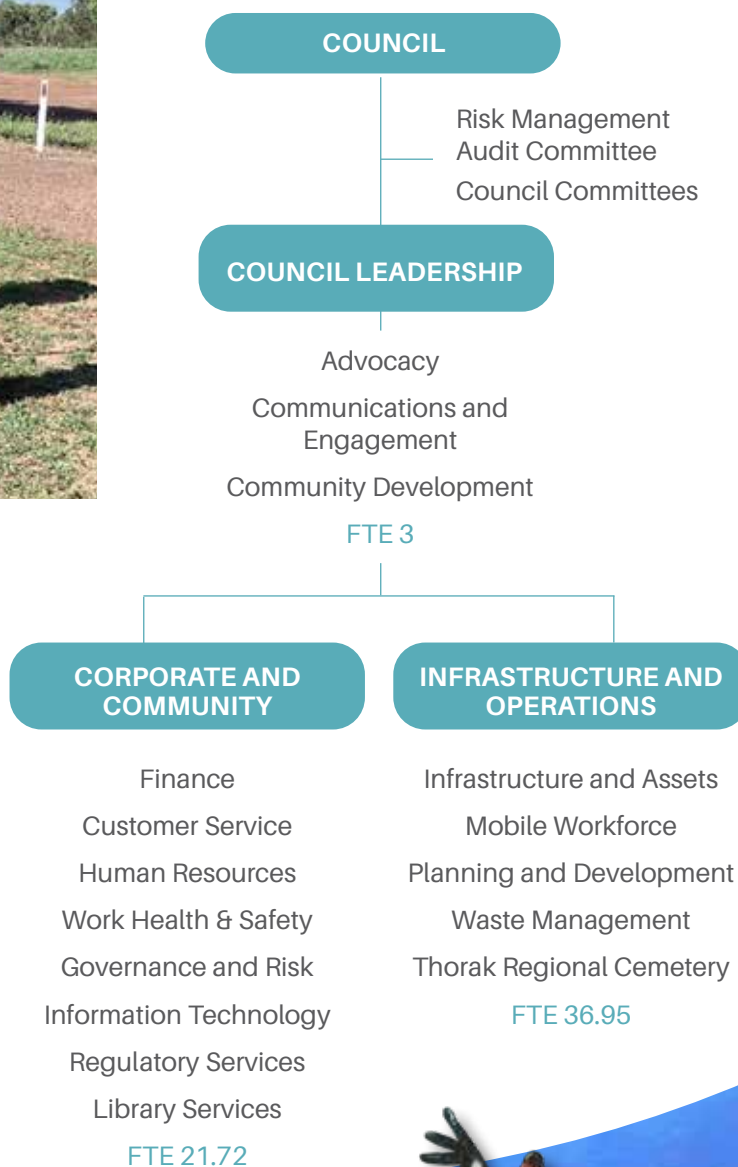 COUNCIL
Risk Management
Audit Committee
Council Committees
COUNCIL LEADERSHIP
Advocacy
Communications and
Engagement
Community Development
FTE 3
CORPORATE AND
COMMUNITY
Finance
Customer Service
Human Resources
Work Health & Safety
Governance and Risk
Information Technology
Regulatory Services
Library Services
FTE 21.72
INFRASTRUCTURE AND
OPERATIONS
Infrastructure and Assets
Mobile Workforce
Planning and Development
Waste Management
Thorak Regional Cemetery
FTE 36.95